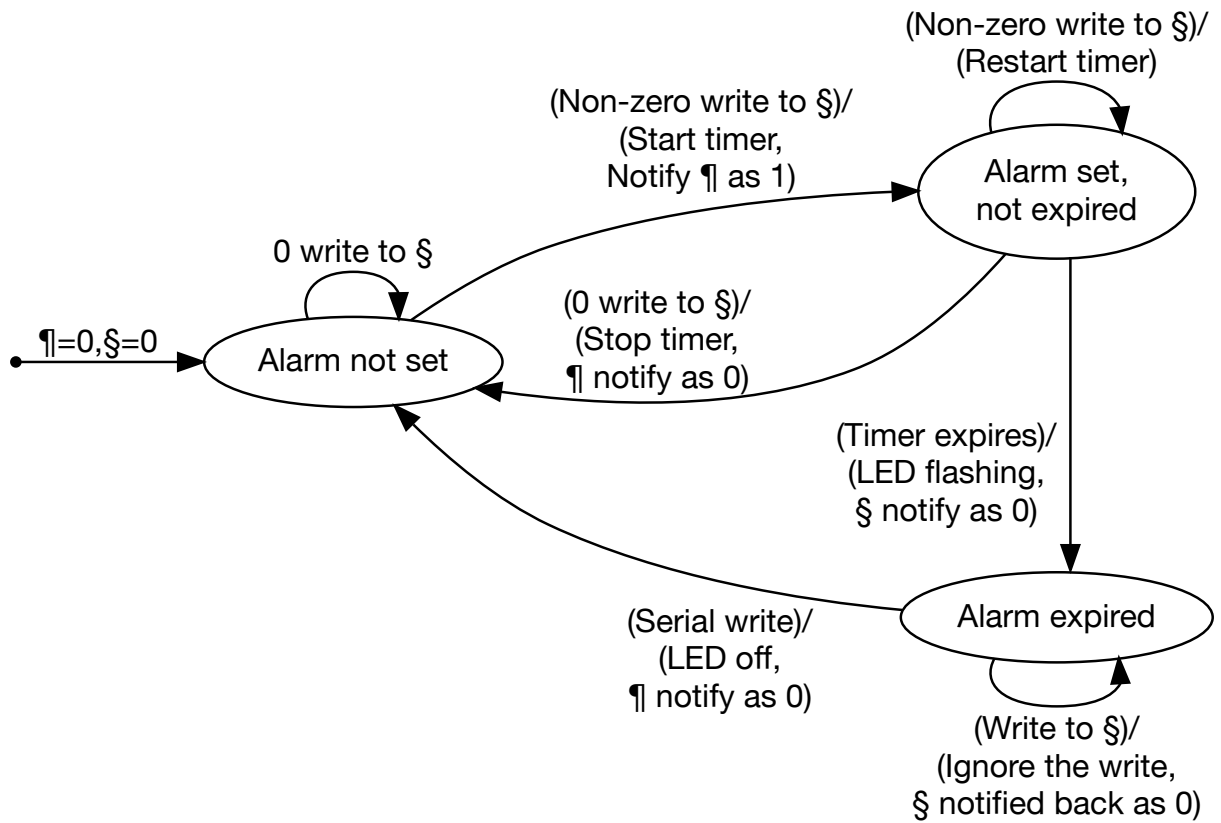 (Non-zero write to §)/
(Restart timer)
(Non-zero write to §)/
(Start timer,
Notify ¶ as 1)
Alarm set,
not expired
0 write to §
(0 write to §)/
(Stop timer,
¶ notify as 0)
¶=0,§=0
Alarm not set
(Timer expires)/
(LED flashing,
§ notify as 0)
Alarm expired
(Serial write)/
(LED off,
¶ notify as 0)
(Write to §)/
(Ignore the write,
§ notified back as 0)